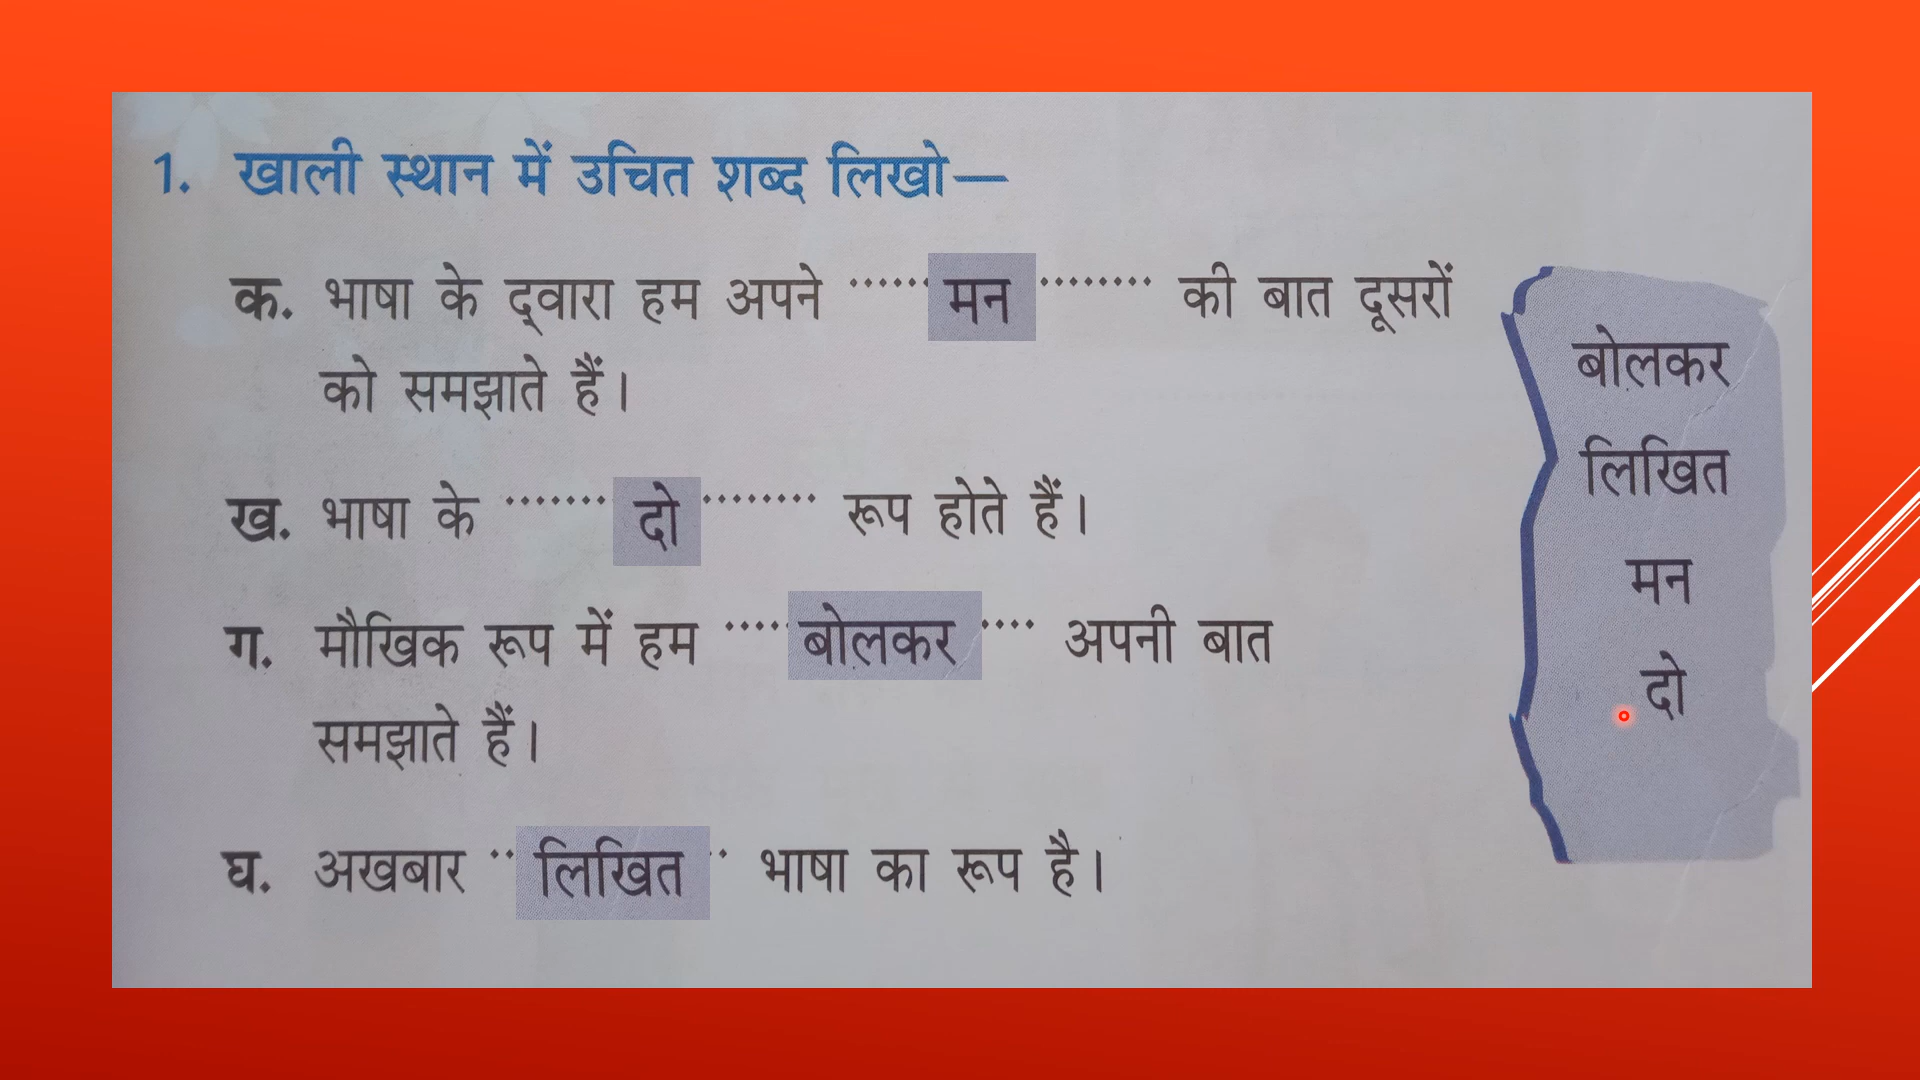 1. खाली स्थान में उचित शब्द लिखो—
क. भाषा के द्वारा हम अपने ...... मन ........ की बात दूसरों
को समझाते हैं।
ख. भाषा के ....... दो ........ रूप होते हैं।
ग. मौखिक रूप में हम ..... बोलकर .... अपनी बात
समझाते हैं।
घ. अखबार .. लिखित .. भाषा का रूप है।
बोलकर
लिखित
मन
दो